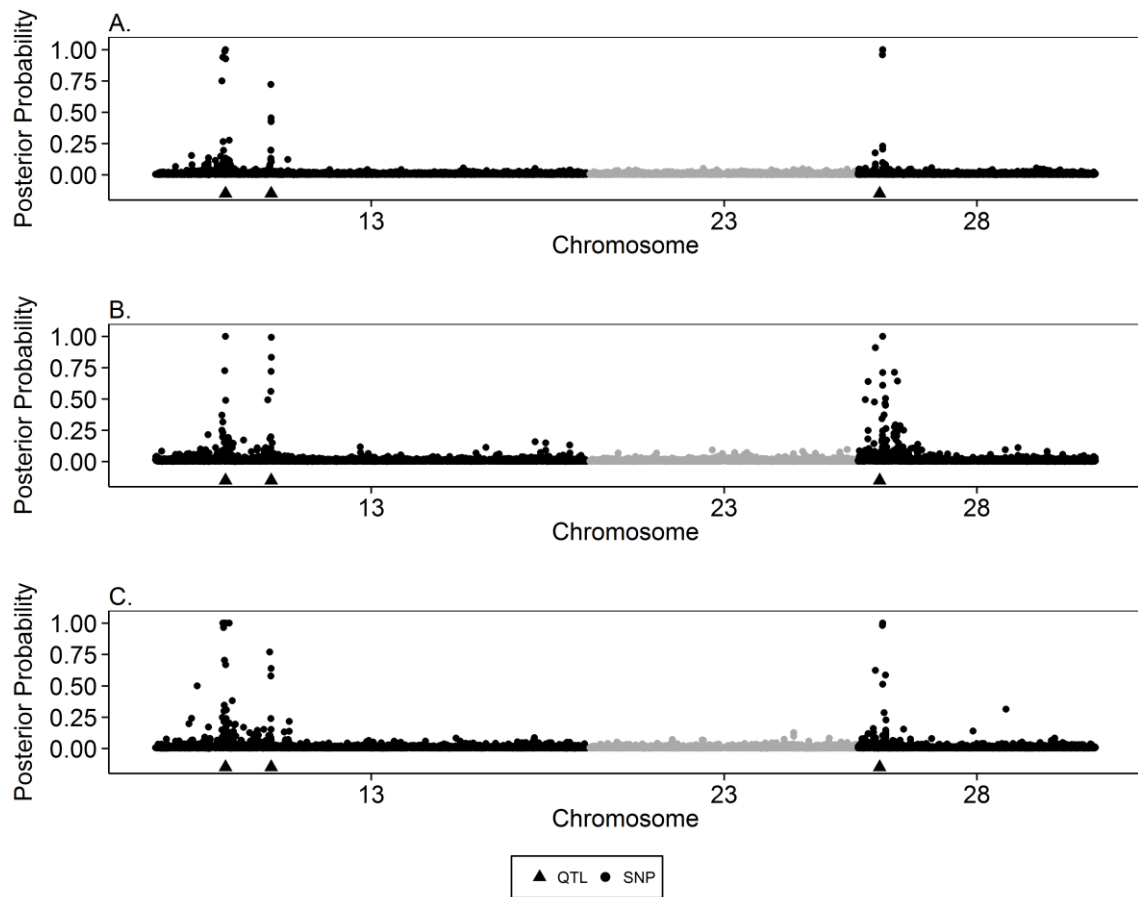 A.
Posterior Probability
1.00
0.75
0.50
0.25
0.00
13 23 28
Chromosome
B.
Posterior Probability
1.00
0.75
0.50
0.25
0.00
13 23 28
Chromosome
C.
Posterior Probability
1.00
0.75
0.50
0.25
0.00
13 23 28
Chromosome
QTL SNP